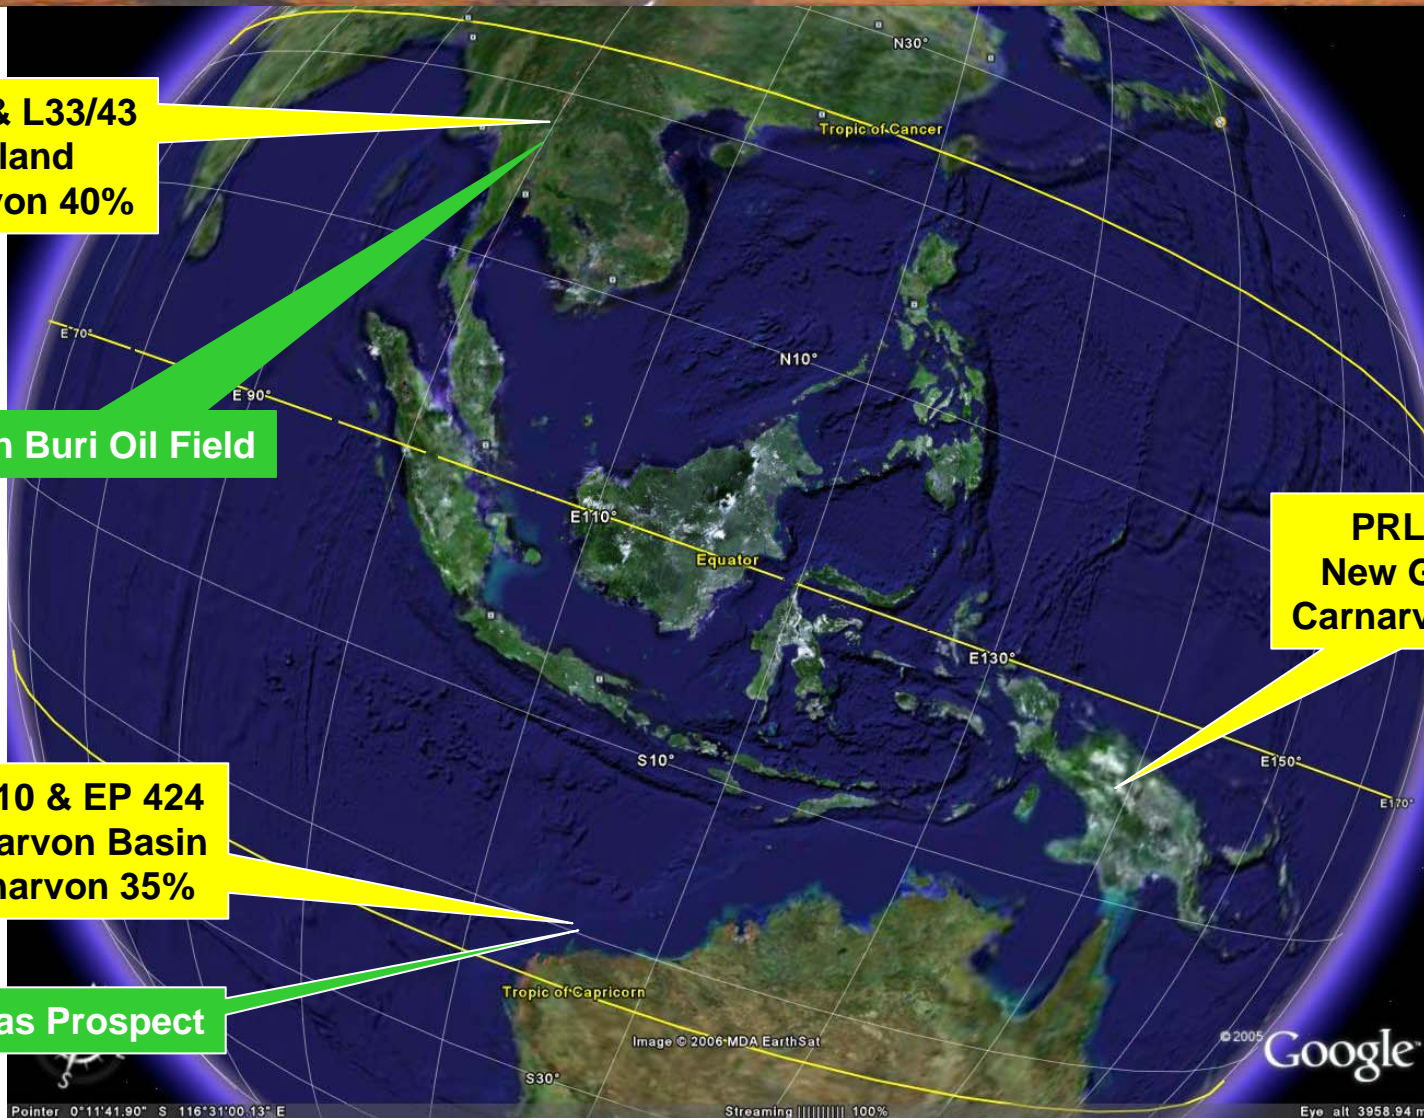 N30°
& L33/43
land
von 40%
Tropic of Cancer
E 70°
N10°
E 90°
n Buri Oil Field
E110°
Equator
PRL
New G
Carnarv
E130°
S10°
E150°
E170°
10 & EP 424
arvon Basin
narvon 35%
Tropic of Capricorn
as Prospect
Image © 2006 MDA EarthSat
© 2005 Google™
S30°
S
Pointer 0°11'41.90" S 116°31'00.13" E
Streaming ||||||||| 100%
Eye alt 3958.94